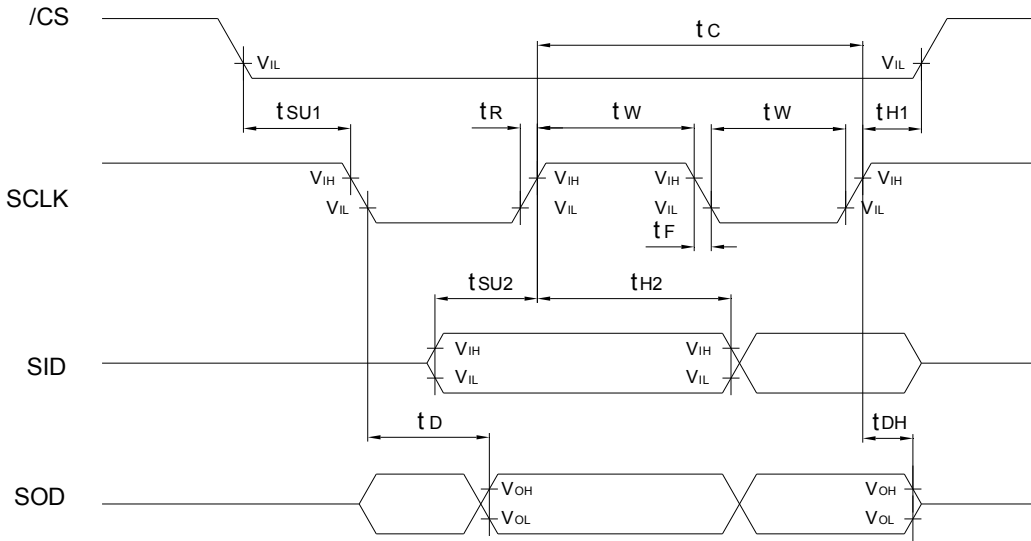 /CS
tC
VIL
VIL
tSU1
tR
tW
tW
tH1
SCLK
VIH
VIH
VIH
VIH
VIL
VIL
VIL
VIL
tF
tSU2
tH2
SID
VIH
VIH
VIL
VIL
tD
tDH
SOD
VOH
VOH
VOL
VOL